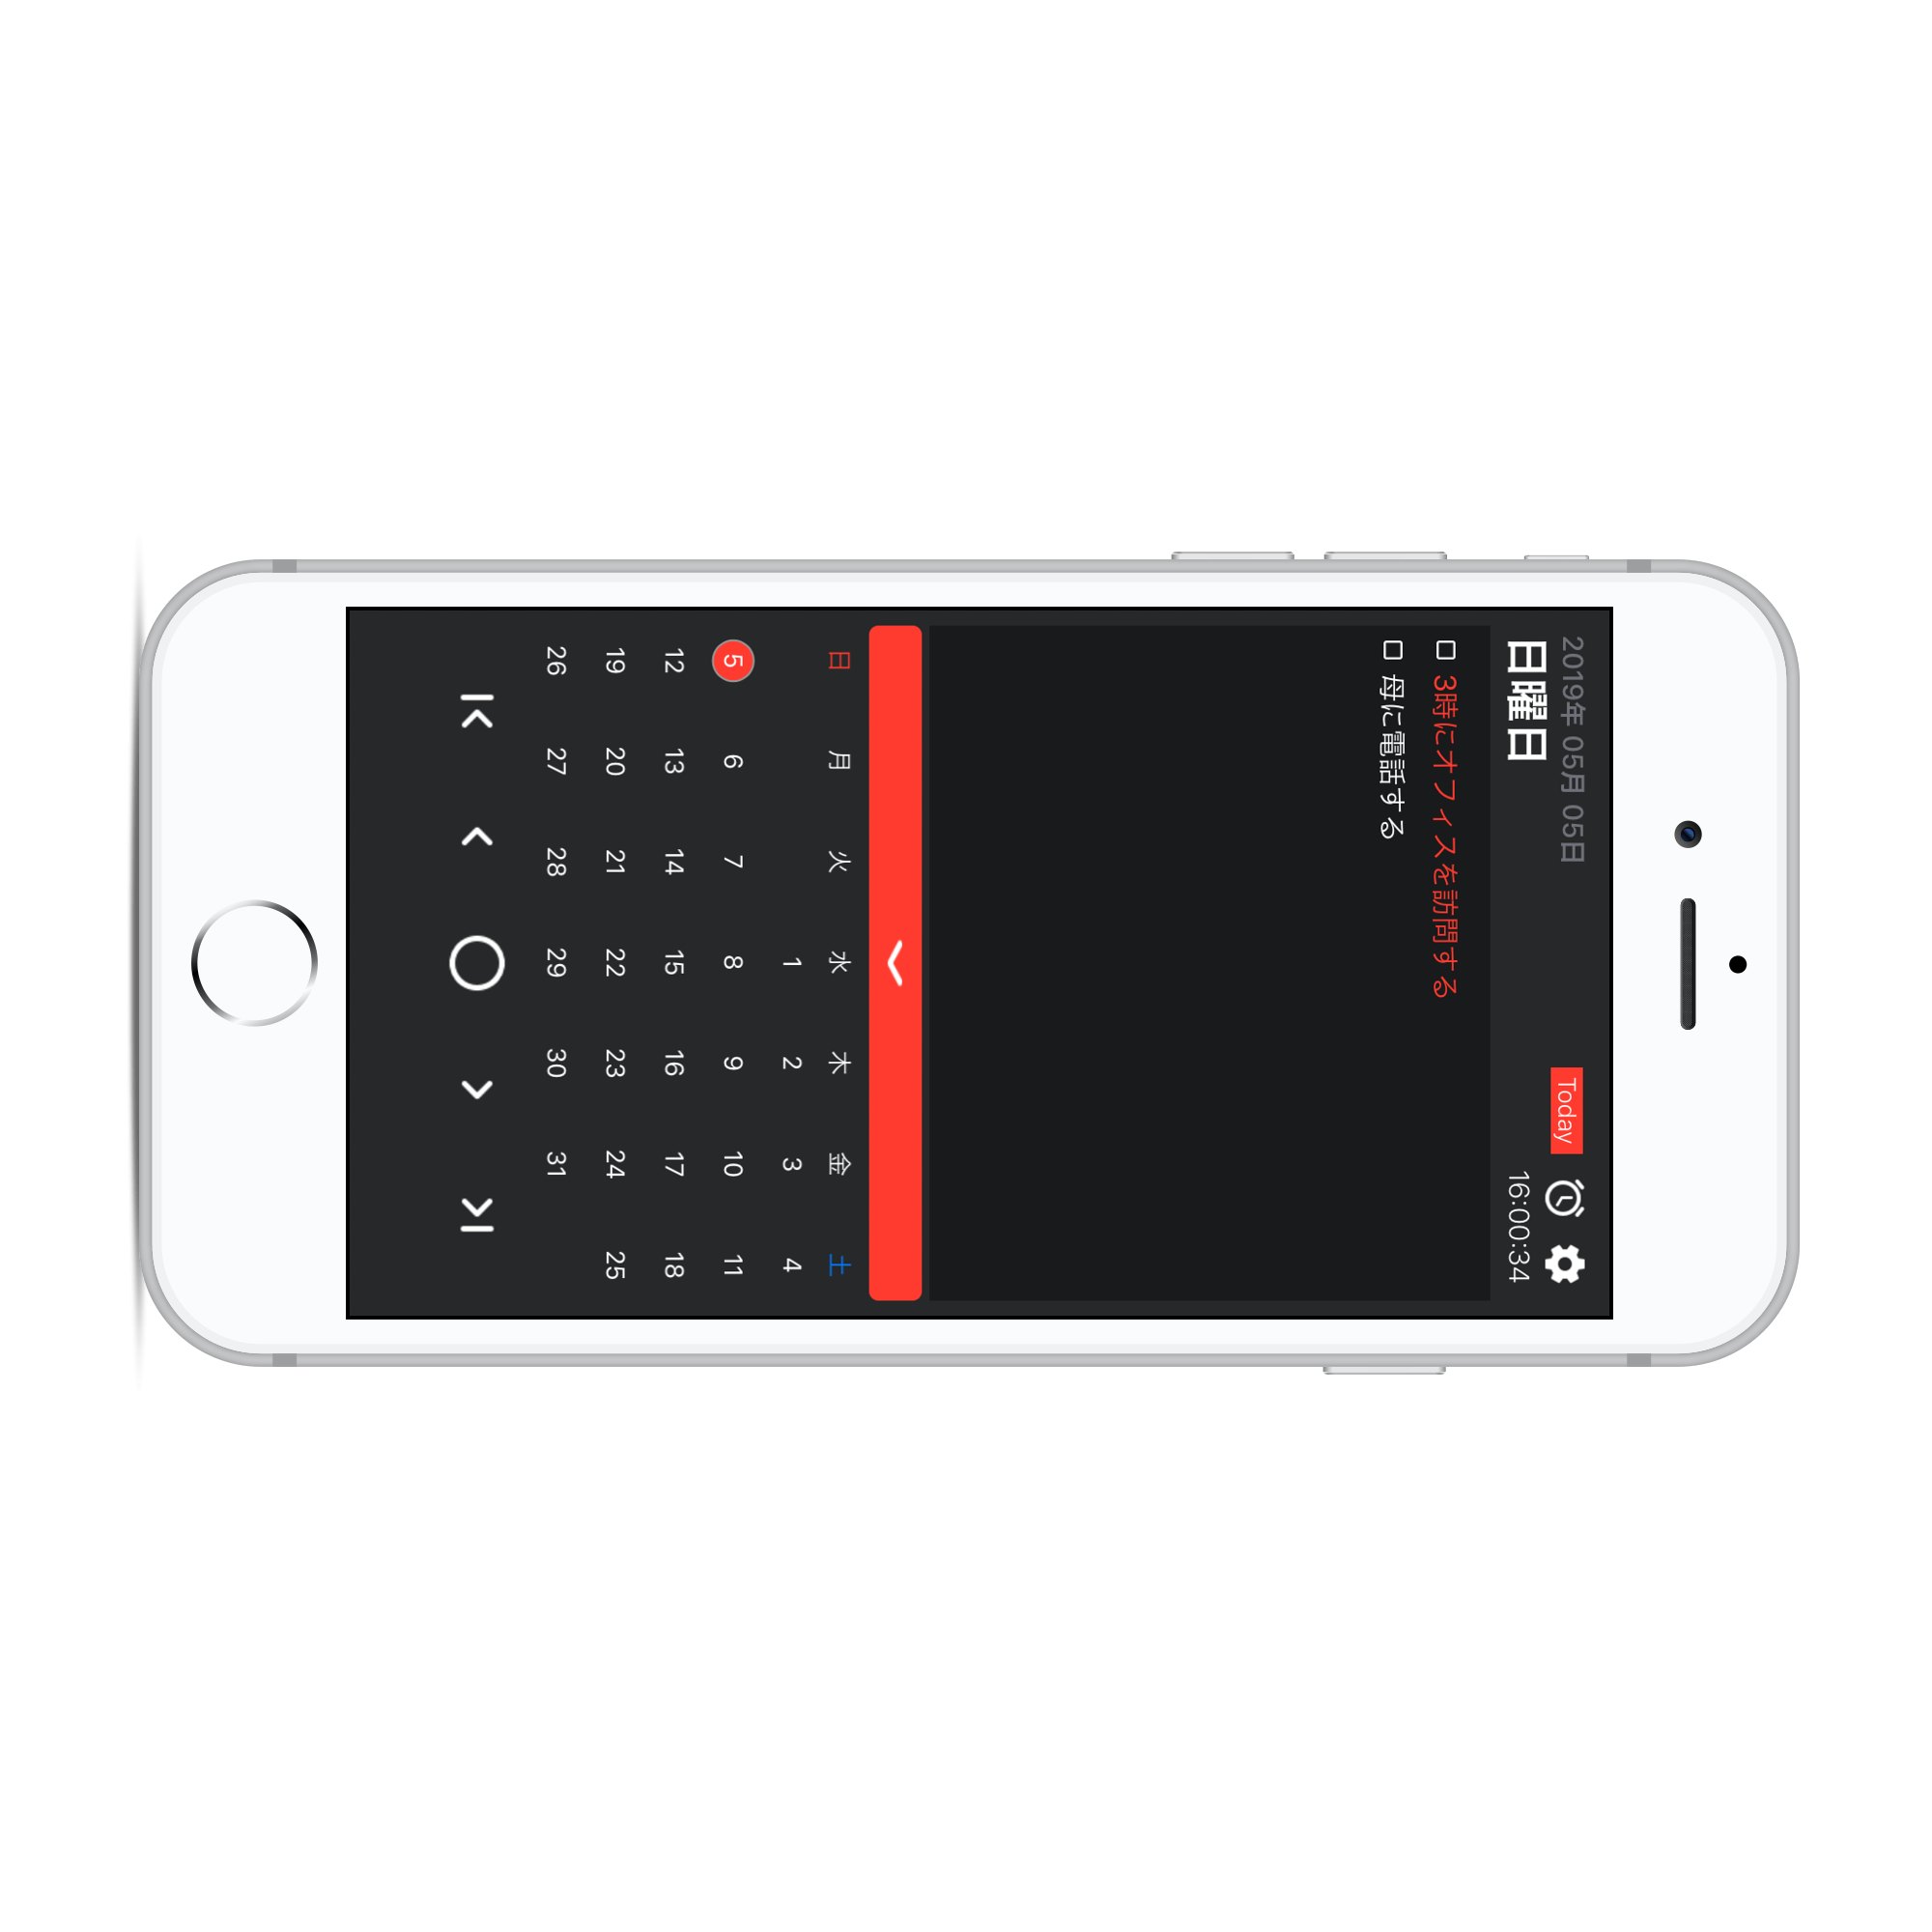 2019年 05月 05日
Today
日曜日
16:00:34
3時にオフィスを訪問する
母に電話する
日 月 火 水 木 金 土
1 2 3 4
5 6 7 8 9 10 11
12 13 14 15 16 17 18
19 20 21 22 23 24 25
26 27 28 29 30 31